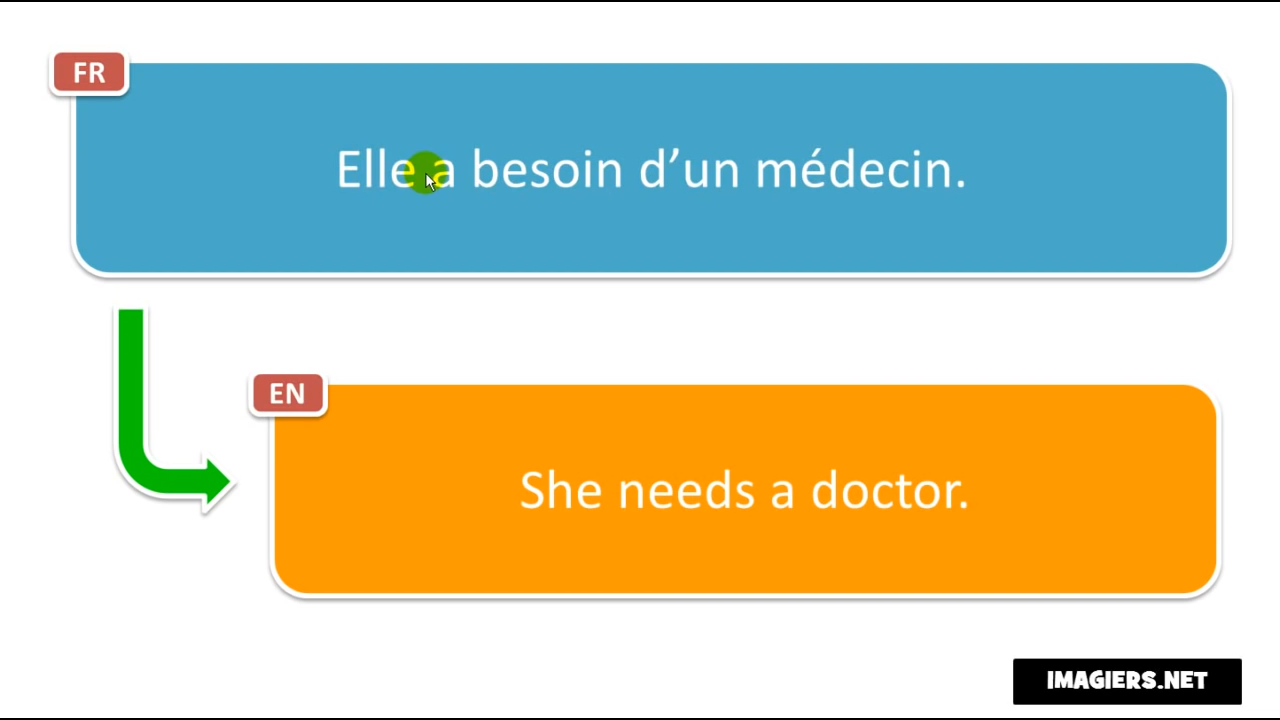 FR
Elle a besoin d’un médecin.
EN
She needs a doctor.
IMAGIERS.NET